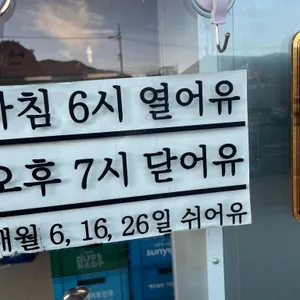 아침 6시 열어유
오후 7시 닫어유
매월 6, 16, 26일 쉬어유